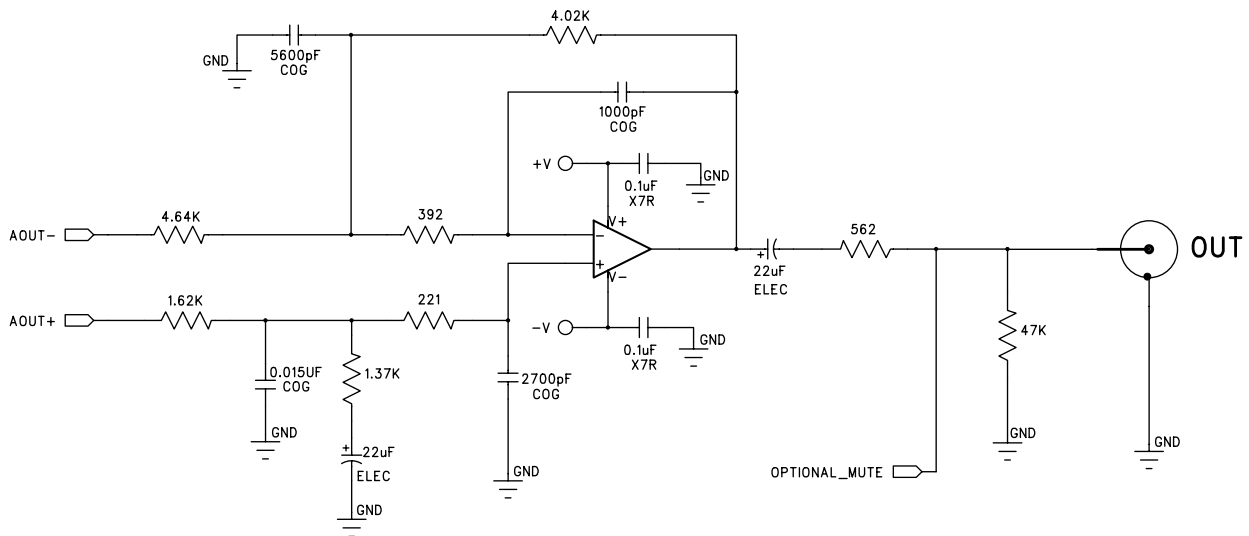 4.02K
GND
5600pF
COG
1000pF
COG
+V
GND
0.1uF
X7R
V+
4.64K
392
AOUT-
−
+
V-
562
OUT
+
22uF
ELEC
1.62K
221
AOUT+
-V
GND
0.1uF
X7R
47K
0.015UF
COG
1.37K
2700pF
COG
GND
+
22uF
ELEC
GND
GND
GND
OPTIONAL_MUTE
GND
GND